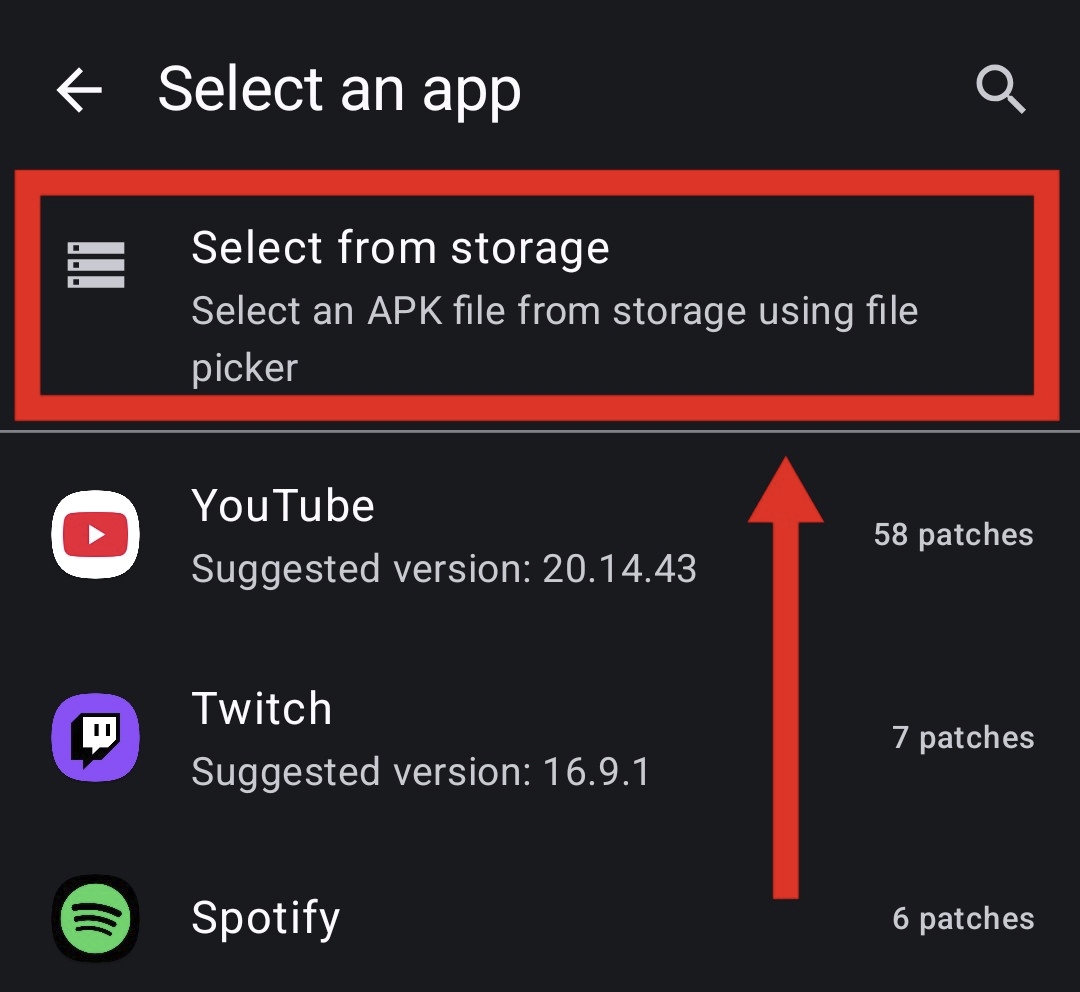 Select an app
Select from storage
Select an APK file from storage using file
picker
YouTube
58 patches
Suggested version: 20.14.43
Twitch
7 patches
Suggested version: 16.9.1
Spotify
6 patches